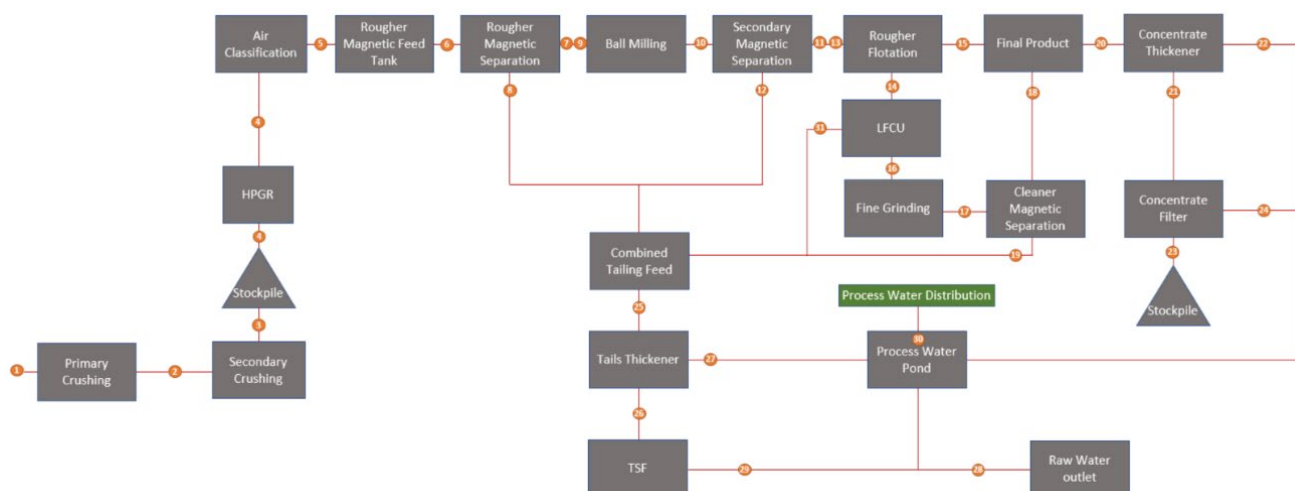 Air
Classification
5
Rougher
Magnetic Feed
Tank
6
Rougher
Magnetic
Separation
7
9
Ball Milling
10
Secondary
Magnetic
Separation
11
13
Rougher
Flotation
15
Final Product
20
Concentrate
Thickener
22
8
12
14
18
21
4
31
LFCU
16
HPGR
Fine Grinding
17
Cleaner
Magnetic
Separation
Concentrate
Filter
24
4
Combined
Tailing Feed
19
23
Stockpile
Process Water Distribution
Stockpile
25
3
30
1
Primary
Crushing
2
Secondary
Crushing
Tails Thickener
27
Process Water
Pond
26
TSF
29
28
Raw Water
outlet